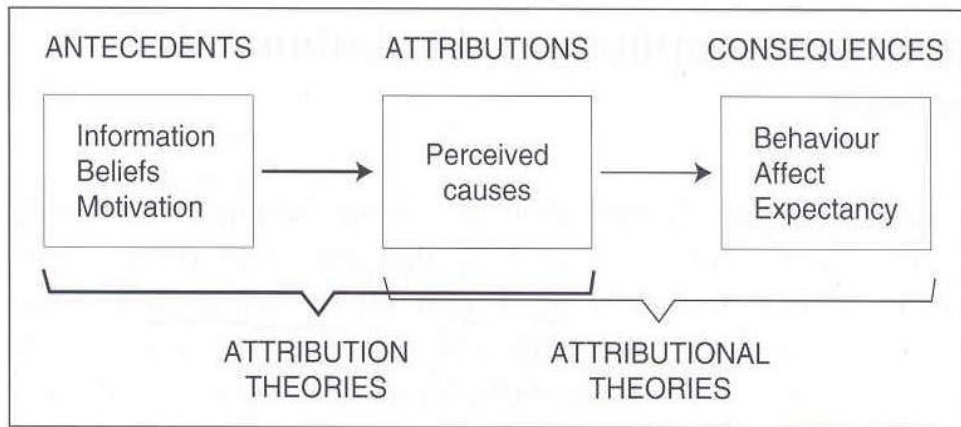 ANTECEDENTS ATTRIBUTIONS CONSEQUENCES
Information
Beliefs
Motivation
Perceived
causes
Behaviour
Affect
Expectancy
ATTRIBUTION
THEORIES
ATTRIBUTIONAL
THEORIES